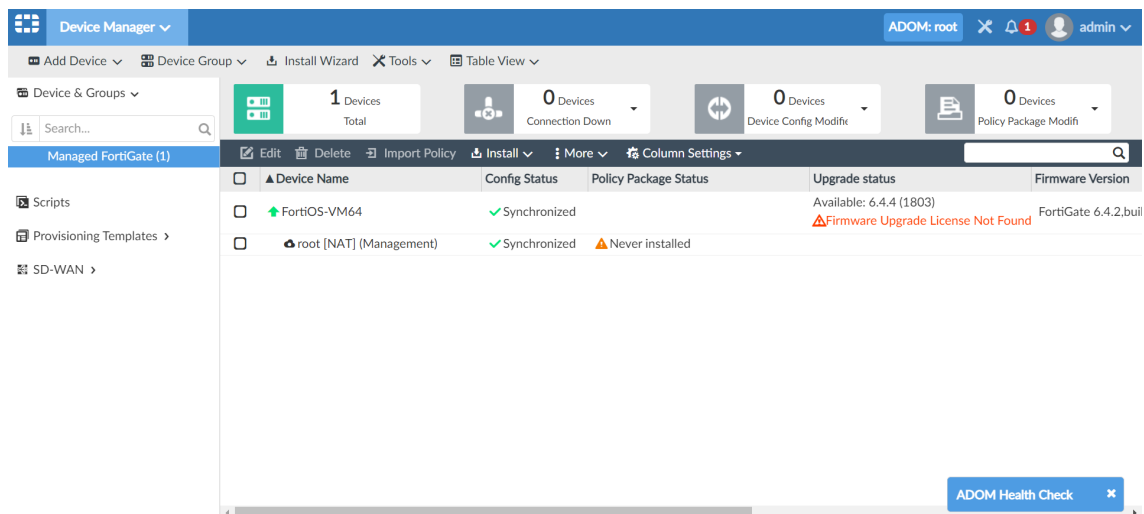 Device Manager
ADOM: root
1
admin
Add Device
Device Group
Install Wizard
Tools
Table View
Device & Groups
Search...
Managed FortiGate (1)
Scripts
Provisioning Templates
SD-WAN
1 Devices
Total
0 Devices
Connection Down
0 Devices
Device Config Modifie
0 Devices
Policy Package Modifi
Edit
Delete
Import Policy
Install
More
Column Settings
Device Name
Config Status
Policy Package Status
Upgrade status
Firmware Version
FortiOS-VM64
Synchronized
Available: 6.4.4 (1803)
Firmware Upgrade License Not Found
FortiGate 6.4.2,buil
root [NAT] (Management)
Synchronized
Never installed
ADOM Health Check